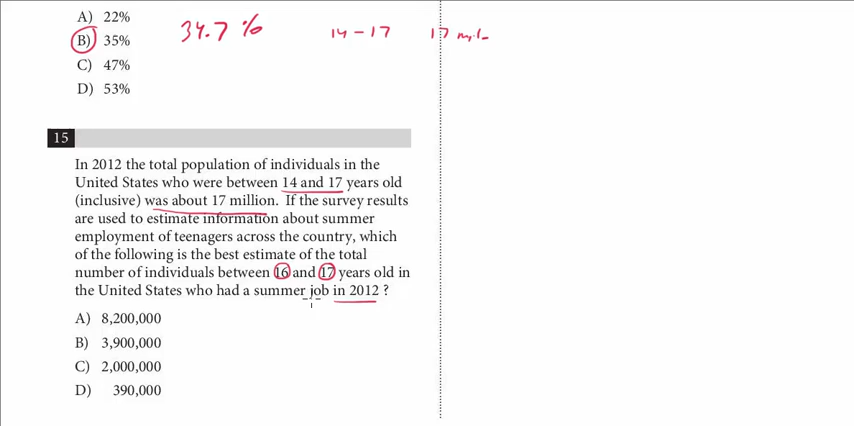 A) 22%
B) 35%
C) 47%
D) 53%
34.7 %
14 - 17
17 mil
15
In 2012 the total population of individuals in the
United States who were between 14 and 17 years old
(inclusive) was about 17 million. If the survey results
are used to estimate information about summer
employment of teenagers across the country, which
of the following is the best estimate of the total
number of individuals between 16 and 17 years old in
the United States who had a summer job in 2012 ?
A) 8,200,000
B) 3,900,000
C) 2,000,000
D) 390,000